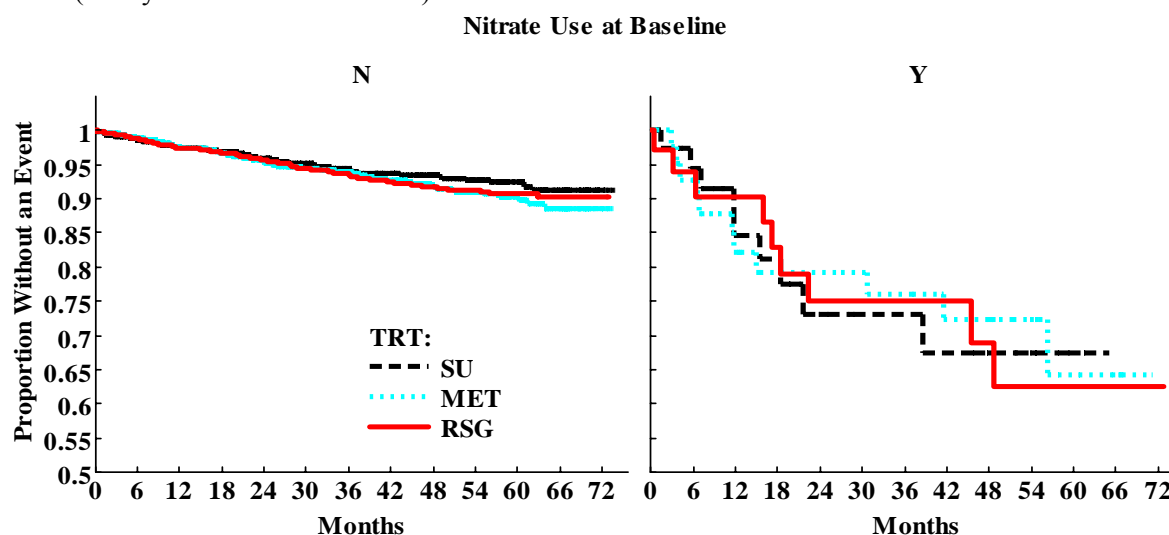 Nitrate Use at Baseline
N
Y
Proportion Without an Event
1
0.95
0.9
0.85
0.8
0.75
0.7
0.65
0.6
0.55
0.5
TRT:
SU
MET
RSG
0 6 12 18 24 30 36 42 48 54 60 66 72
0 6 12 18 24 30 36 42 48 54 60 66 72
Months
Months